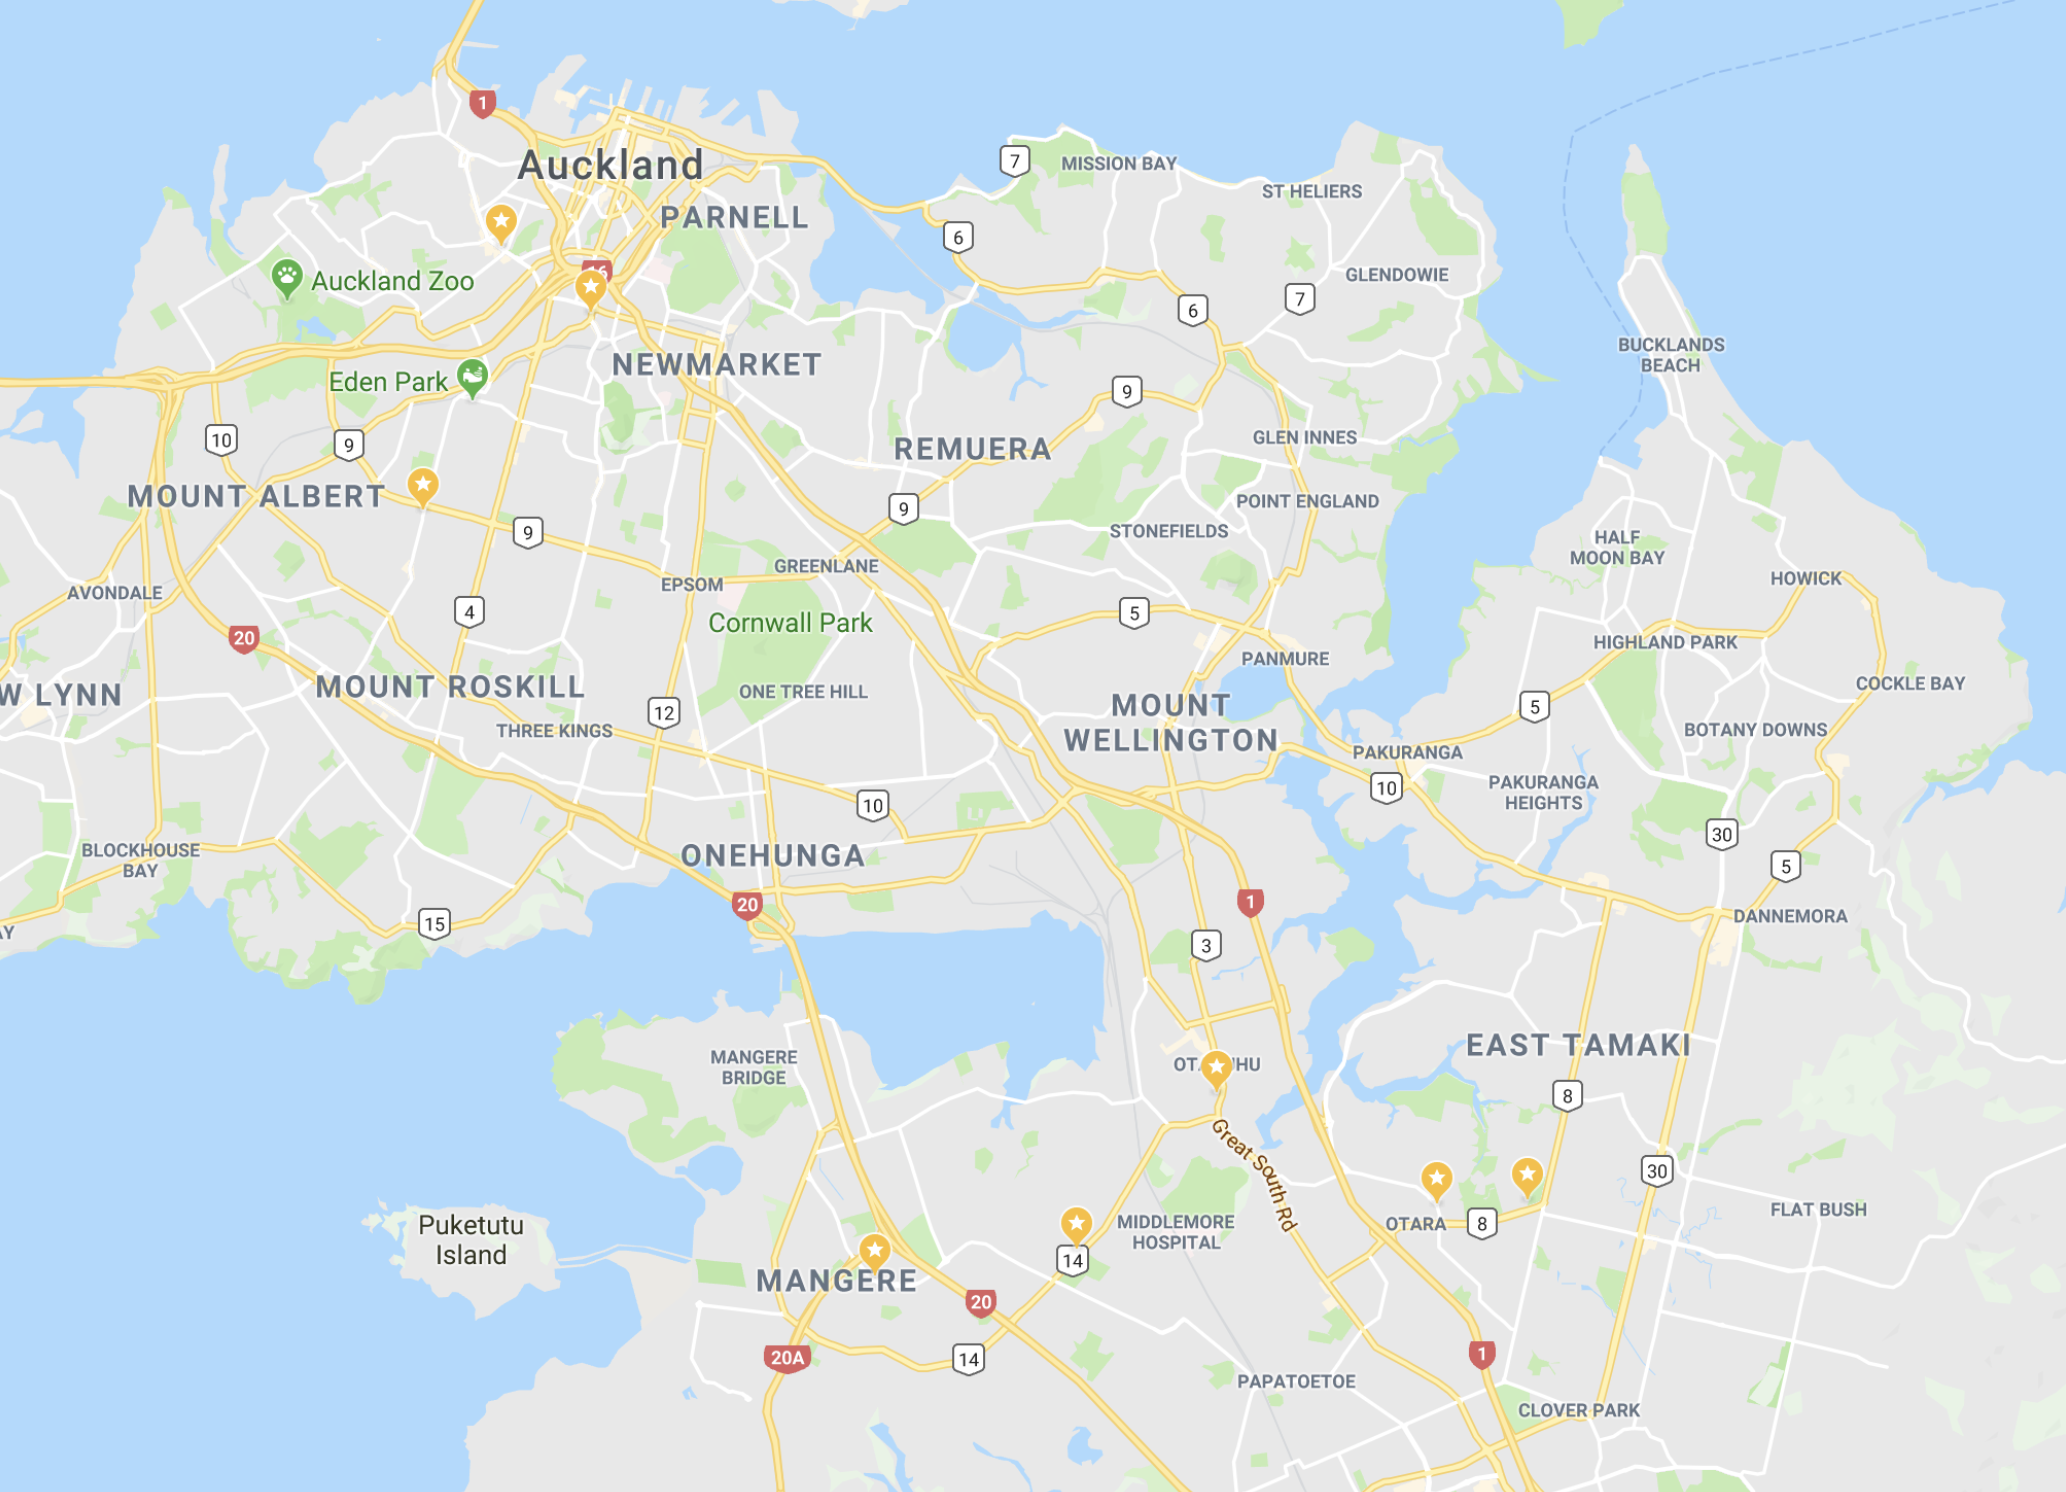 1
Auckland
7
MISSION BAY
ST HELIERS
PARNELL
6
GLENDOWIE
16
Auckland Zoo
7
6
BUCKLANDS
BEACH
NEWMARKET
Eden Park
9
10
9
REMUERA
GLEN INNES
MOUNT ALBERT
9
POINT ENGLAND
9
STONEFIELDS
HALF
MOON BAY
GREENLANE
EPSOM
HOWICK
AVONDALE
4
Cornwall Park
5
20
HIGHLAND PARK
PANMURE
MOUNT ROSKILL
W LYNN
ONE TREE HILL
COCKLE BAY
12
MOUNT
WELLINGTON
5
THREE KINGS
BOTANY DOWNS
PAKURANGA
10
PAKURANGA
HEIGHTS
10
30
BLOCKHOUSE
BAY
ONEHUNGA
5
20
1
DANNEMORA
15
AY
3
EAST TAMAKI
MANGERE
BRIDGE
OTA HU
8
Great South Rd
30
Puketutu
Island
MIDDLEMORE
HOSPITAL
OTARA
8
FLAT BUSH
14
MANGERE
20
20A
14
1
PAPATOETOE
CLOVER PARK